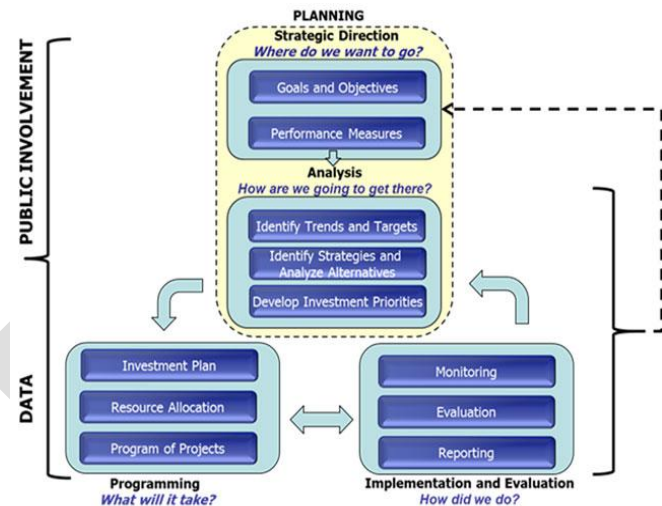 PLANNING
Strategic Direction
Where do we want to go?
Goals and Objectives
Performance Measures
Analysis
How are we going to get there?
Identify Trends and Targets
Identify Strategies and
Analyze Alternatives
Develop Investment Priorities
PUBLIC INVOLVEMENT
DATA
Investment Plan
Resource Allocation
Program of Projects
Programming
What will it take?
Monitoring
Evaluation
Reporting
Implementation and Evaluation
How did we do?